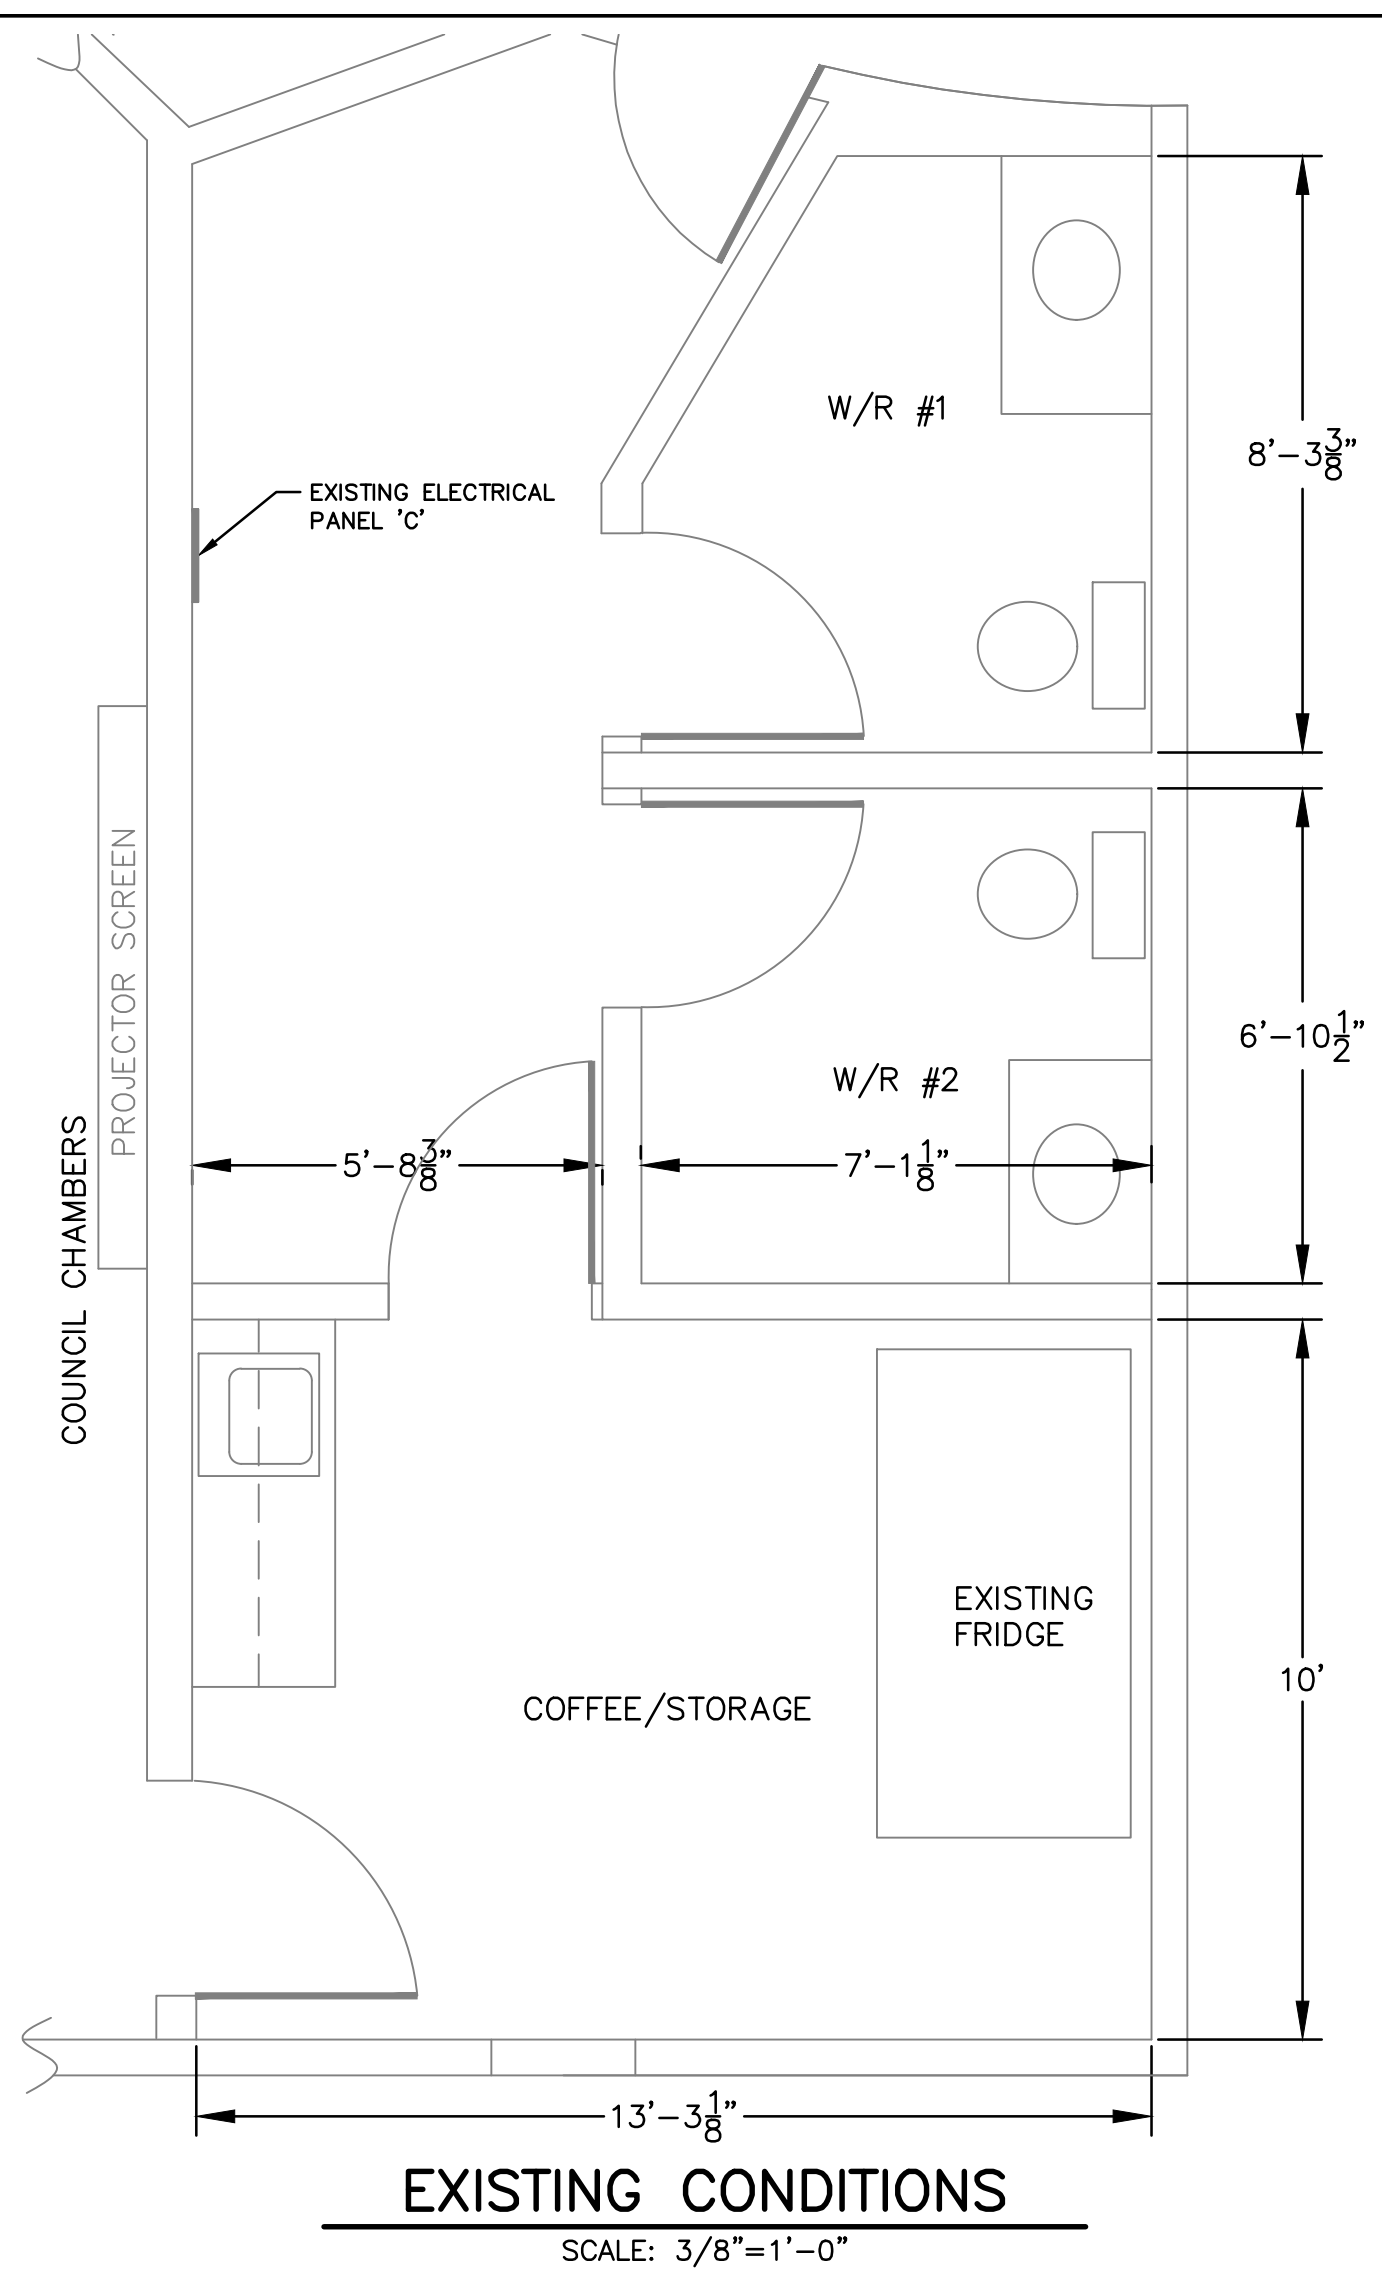 W/R #1
8'-3 3/8"
EXISTING ELECTRICAL
PANEL 'C'
PROJECTOR SCREEN
6'-10 1/2"
W/R #2
COUNCIL CHAMBERS
5'-8 3/8"
7'-1 1/8"
EXISTING
FRIDGE
10'
COFFEE/STORAGE
13'-3 1/8"
EXISTING CONDITIONS
SCALE: 3/8"=1'-0"